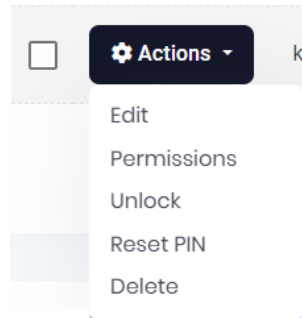 Actions
k
Edit
Permissions
Unlock
Reset PIN
Delete